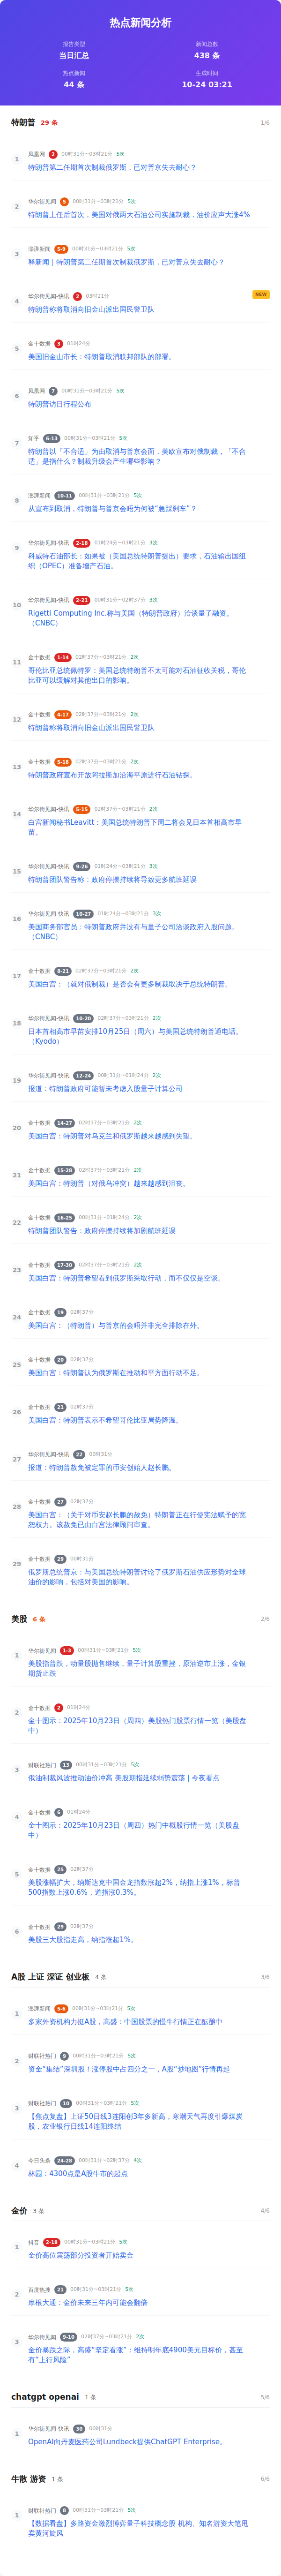 热点新闻分析
报告类型
当日汇总
新闻总数
438 条
热点新闻
44 条
生成时间
10-24 03:21
特朗普 29 条 1/6
1
凤凰网 2 00时31分~03时21分 5次
特朗普第二任期首次制裁俄罗斯，已对普京失去耐心？
2
华尔街见闻 5 00时31分~03时21分 5次
特朗普上任后首次，美国对俄两大石油公司实施制裁，油价应声大涨4%
3
澎湃新闻 5-9 00时31分~03时21分 5次
释新闻｜特朗普第二任期首次制裁俄罗斯，已对普京失去耐心？
4
华尔街见闻-快讯 2 03时21分 NEW
特朗普称将取消向旧金山派出国民警卫队
5
金十数据 3 01时24分
美国旧金山市长：特朗普取消联邦部队的部署。
6
凤凰网 7 00时31分~03时21分 5次
特朗普访日行程公布
7
知乎 6-13 00时31分~03时21分 5次
特朗普以「不合适」为由取消与普京会面，美欧宣布对俄制裁，「不合
适」是指什么？制裁升级会产生哪些影响？
8
澎湃新闻 10-11 00时31分~03时21分 5次
从宣布到取消，特朗普与普京会晤为何被“急踩刹车”？
9
华尔街见闻-快讯 2-18 01时24分~03时21分 3次
科威特石油部长：如果被（美国总统特朗普提出）要求，石油输出国组
织（OPEC）准备增产石油。
10
华尔街见闻-快讯 2-21 00时31分~02时37分 3次
Rigetti Computing Inc.称与美国（特朗普政府）洽谈量子融资。
（CNBC）
11
金十数据 1-14 02时37分~03时21分 2次
哥伦比亚总统佩特罗：美国总统特朗普不太可能对石油征收关税，哥伦
比亚可以缓解对其他出口的影响。
12
金十数据 4-17 02时37分~03时21分 2次
特朗普称将取消向旧金山派出国民警卫队
13
金十数据 5-18 02时37分~03时21分 2次
特朗普政府宣布开放阿拉斯加沿海平原进行石油钻探。
14
华尔街见闻-快讯 5-15 02时37分~03时21分 2次
白宫新闻秘书Leavitt：美国总统特朗普下周二将会见日本首相高市早
苗。
15
华尔街见闻-快讯 9-26 01时24分~03时21分 3次
特朗普团队警告称：政府停摆持续将导致更多航班延误
16
华尔街见闻-快讯 10-27 01时24分~03时21分 3次
美国商务部官员：特朗普政府并没有与量子公司洽谈政府入股问题。
（CNBC）
17
金十数据 8-21 02时37分~03时21分 2次
美国白宫：（就对俄制裁）是否会有更多制裁取决于总统特朗普。
18
华尔街见闻-快讯 10-20 02时37分~03时21分 2次
日本首相高市早苗安排10月25日（周六）与美国总统特朗普通电话。
（Kyodo）
19
华尔街见闻-快讯 12-24 00时31分~01时24分 2次
报道：特朗普政府可能暂未考虑入股量子计算公司
20
金十数据 14-27 02时37分~03时21分 2次
美国白宫：特朗普对乌克兰和俄罗斯越来越感到失望。
21
金十数据 15-28 02时37分~03时21分 2次
美国白宫：特朗普（对俄乌冲突）越来越感到沮丧。
22
金十数据 16-25 00时31分~01时24分 2次
特朗普团队警告：政府停摆持续将加剧航班延误
23
金十数据 17-30 02时37分~03时21分 2次
美国白宫：特朗普希望看到俄罗斯采取行动，而不仅仅是空谈。
24
金十数据 19 02时37分
美国白宫：（特朗普）与普京的会晤并非完全排除在外。
25
金十数据 20 02时37分
美国白宫：特朗普认为俄罗斯在推动和平方面行动不足。
26
金十数据 21 02时37分
美国白宫：特朗普表示不希望哥伦比亚局势降温。
27
华尔街见闻-快讯 22 00时31分
报道：特朗普赦免被定罪的币安创始人赵长鹏。
28
金十数据 27 02时37分
美国白宫：（关于对币安赵长鹏的赦免）特朗普正在行使宪法赋予的宽
恕权力。该赦免已由白宫法律顾问审查。
29
金十数据 29 00时31分
俄罗斯总统普京：与美国总统特朗普讨论了俄罗斯石油供应形势对全球
油价的影响，包括对美国的影响。
美股 6 条 2/6
1
华尔街见闻 1-3 00时31分~03时21分 5次
美股指普跌，动量股抛售继续，量子计算股重挫，原油逆市上涨，金银
期货止跌
2
金十数据 2 01时24分
金十图示：2025年10月23日（周四）美股热门股票行情一览（美股盘
中）
3
财联社热门 13 00时31分~03时21分 5次
俄油制裁风波推动油价冲高 美股期指延续弱势震荡｜今夜看点
4
金十数据 6 01时24分
金十图示：2025年10月23日（周四）热门中概股行情一览（美股盘
中）
5
金十数据 25 02时37分
美股涨幅扩大，纳斯达克中国金龙指数涨超2%，纳指上涨1%，标普
500指数上涨0.6%，道指涨0.3%。
6
金十数据 29 02时37分
美股三大股指走高，纳指涨超1%。
A股 上证 深证 创业板 4 条 3/6
1
澎湃新闻 5-6 00时31分~03时21分 5次
多家外资机构力挺A股，高盛：中国股票的慢牛行情正在酝酿中
2
财联社热门 9 00时31分~03时21分 5次
资金“集结”深圳股！涨停股中占四分之一，A股“炒地图”行情再起
3
财联社热门 10 00时31分~03时21分 5次
【焦点复盘】上证50日线3连阳创3年多新高，寒潮天气再度引爆煤炭
股，农业银行日线14连阳终结
4
今日头条 24-28 00时31分~02时37分 4次
林园：4300点是A股牛市的起点
金价 3 条 4/6
1
抖音 2-18 00时31分~03时21分 5次
金价高位震荡部分投资者开始卖金
2
百度热搜 21 00时31分~03时21分 5次
摩根大通：金价未来三年内可能会翻倍
3
华尔街见闻 9-10 02时37分~03时21分 2次
金价暴跌之际，高盛“坚定看涨”：维持明年底4900美元目标价，甚至
有“上行风险”
chatgpt openai 1 条 5/6
1
华尔街见闻-快讯 30 00时31分
OpenAI向丹麦医药公司Lundbeck提供ChatGPT Enterprise。
牛散 游资 1 条 6/6
1
财联社热门 8 00时31分~03时21分 5次
【数据看盘】多路资金激烈博弈量子科技概念股 机构、知名游资大笔甩
卖黄河旋风